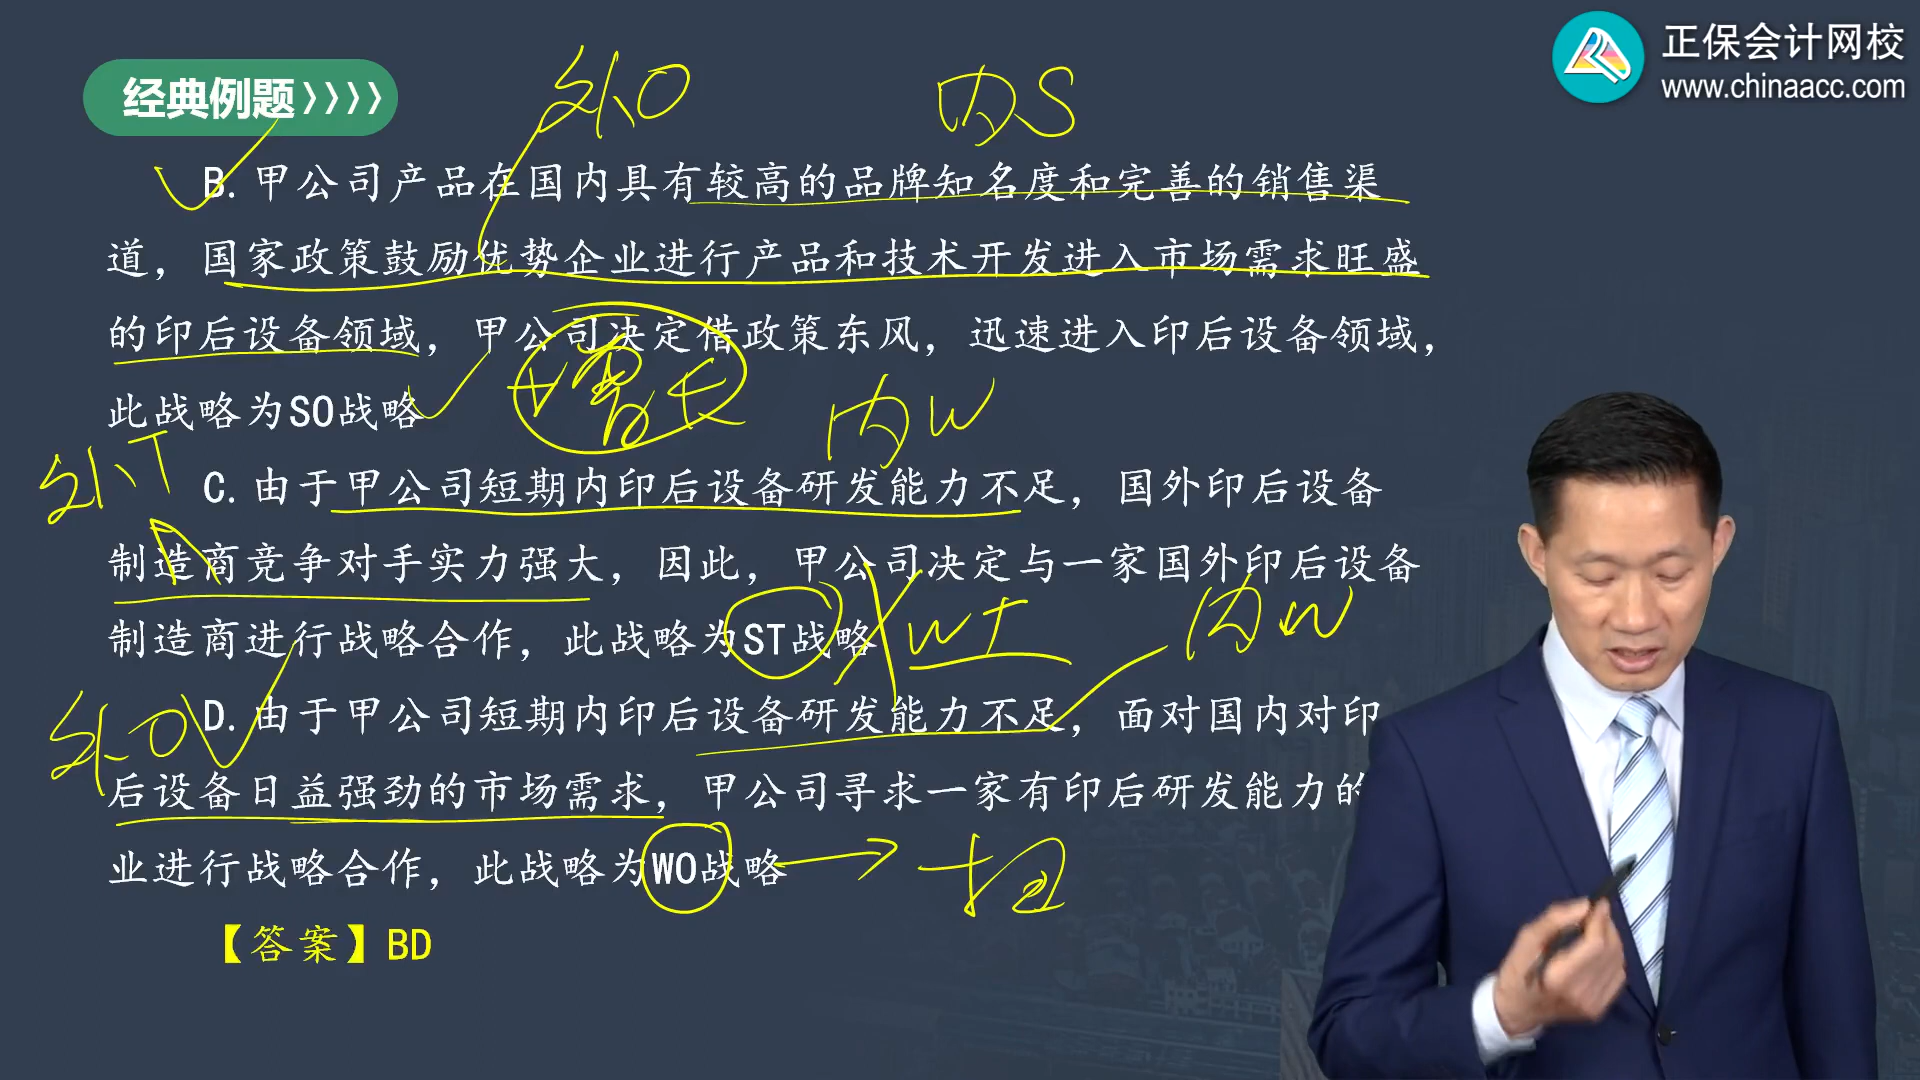 正保会计网校
www.chinaacc.com
经典例题
外O
内S
B.甲公司产品在国内具有较高的品牌知名度和完善的销售渠
道，国家政策鼓励优势企业进行产品和技术开发进入市场需求旺盛
的印后设备领域，甲公司决定借政策东风，迅速进入印后设备领域，
此战略为SO战略
增长
内W
外T
C.由于甲公司短期内印后设备研发能力不足，国外印后设备
制造商竞争对手实力强大，因此，甲公司决定与一家国外印后设备
制造商进行战略合作，此战略为ST战略
WT
内W
外O
D.由于甲公司短期内印后设备研发能力不足，面对国内对印
后设备日益强劲的市场需求，甲公司寻求一家有印后研发能力的
业进行战略合作，此战略为WO战略
扭
【答案】BD